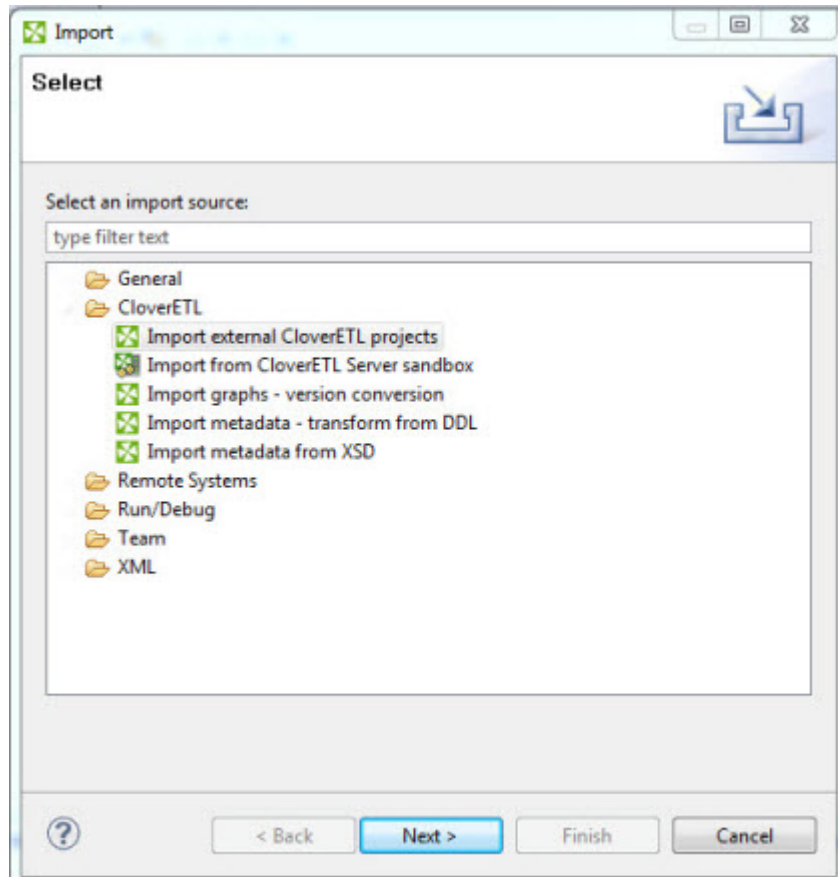 Import
Select
Select an import source:
type filter text
General
CloverETL
Import external CloverETL projects
Import from CloverETL Server sandbox
Import graphs - version conversion
Import metadata - transform from DDL
Import metadata from XSD
Remote Systems
Run/Debug
Team
XML
? < Back Next > Finish Cancel